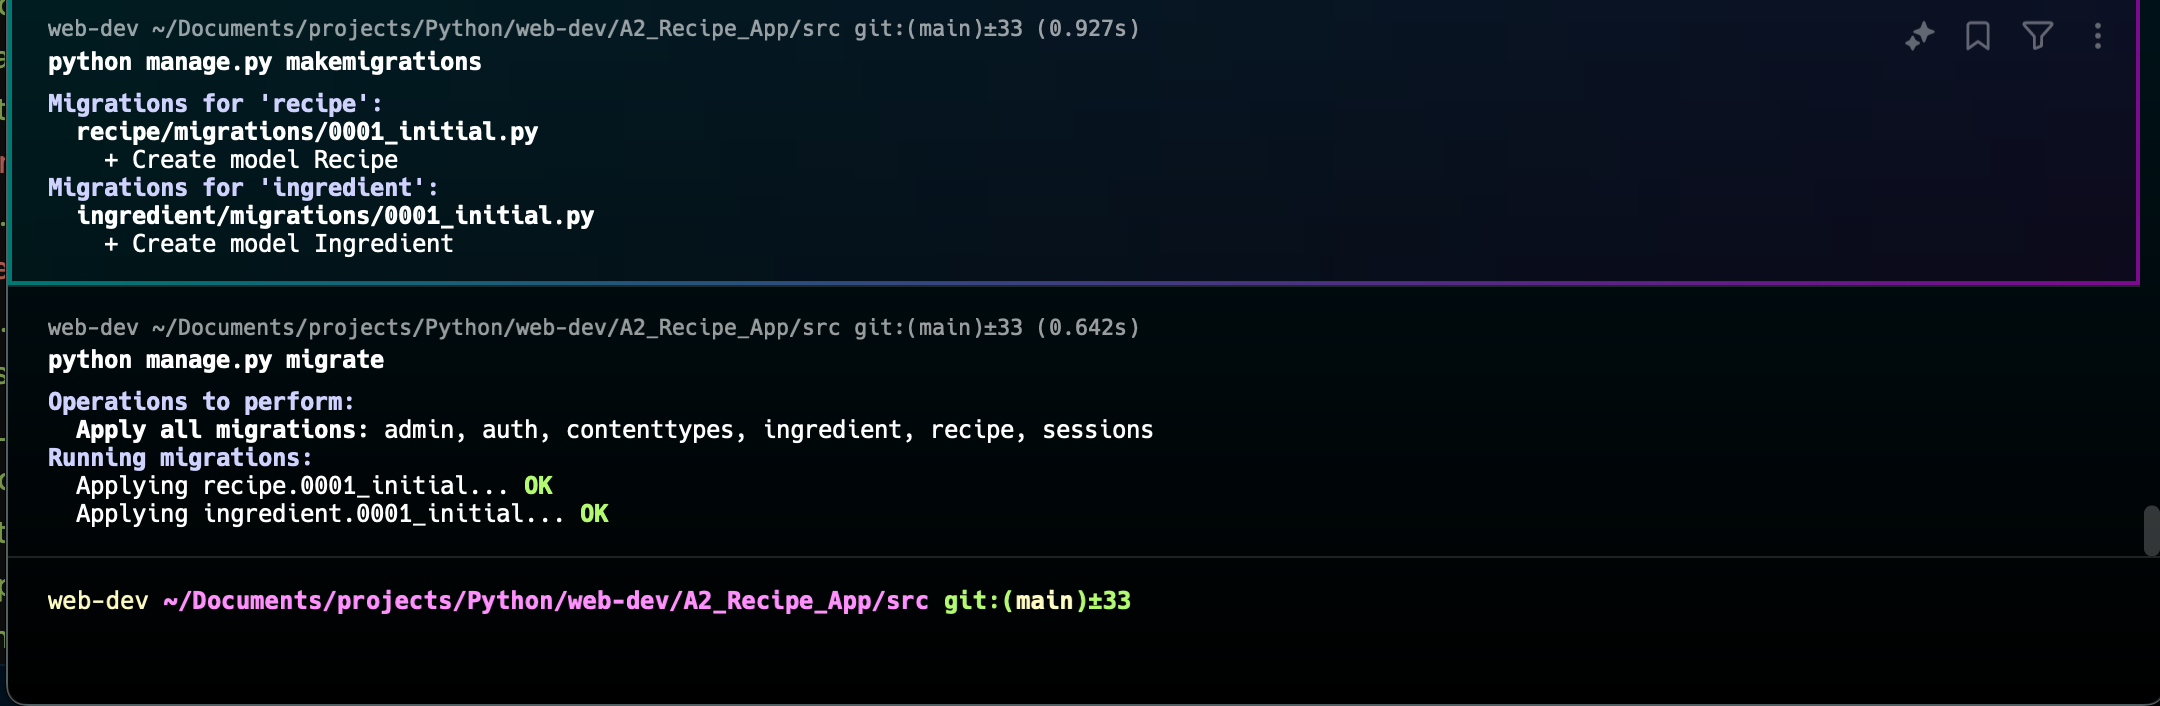 web-dev ~/Documents/projects/Python/web-dev/A2_Recipe_App/src git:(main)±33 (0.927s)
python manage.py makemigrations
Migrations for 'recipe':
  recipe/migrations/0001_initial.py
    + Create model Recipe
Migrations for 'ingredient':
  ingredient/migrations/0001_initial.py
    + Create model Ingredient
web-dev ~/Documents/projects/Python/web-dev/A2_Recipe_App/src git:(main)±33 (0.642s)
python manage.py migrate
Operations to perform:
  Apply all migrations: admin, auth, contenttypes, ingredient, recipe, sessions
Running migrations:
  Applying recipe.0001_initial... OK
  Applying ingredient.0001_initial... OK
web-dev ~/Documents/projects/Python/web-dev/A2_Recipe_App/src git:(main)±33